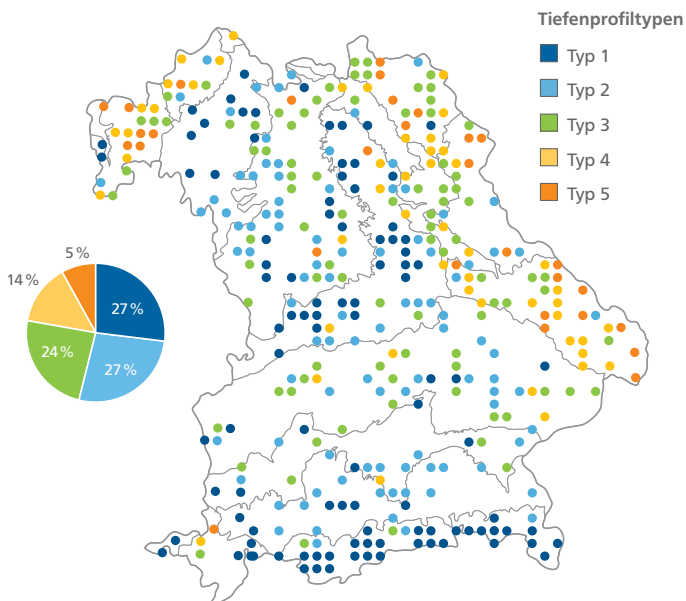 Tiefenprofiltypen
Typ 1
Typ 2
Typ 3
Typ 4
Typ 5
5 %
14 %
27 %
24 %
27 %